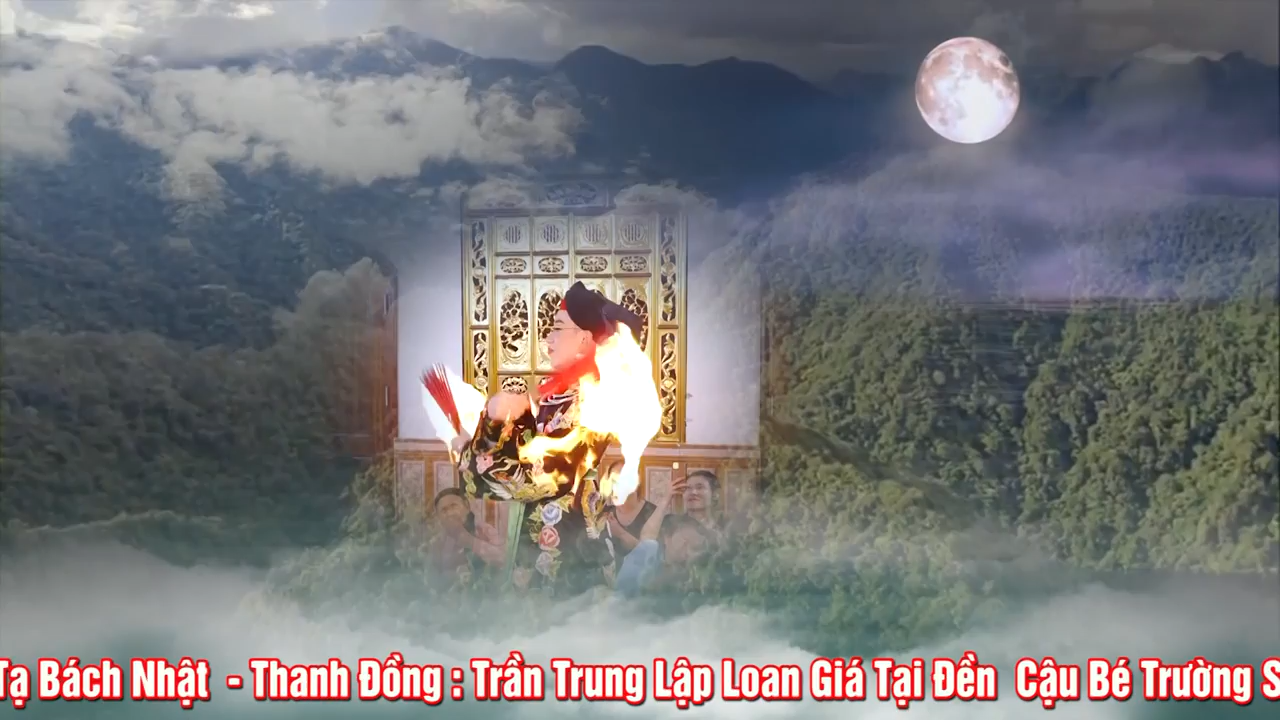 Tạ Bách Nhật - Thanh Đồng : Trần Trung Lập Loan Giá Tại Đền Cậu Bé Trường